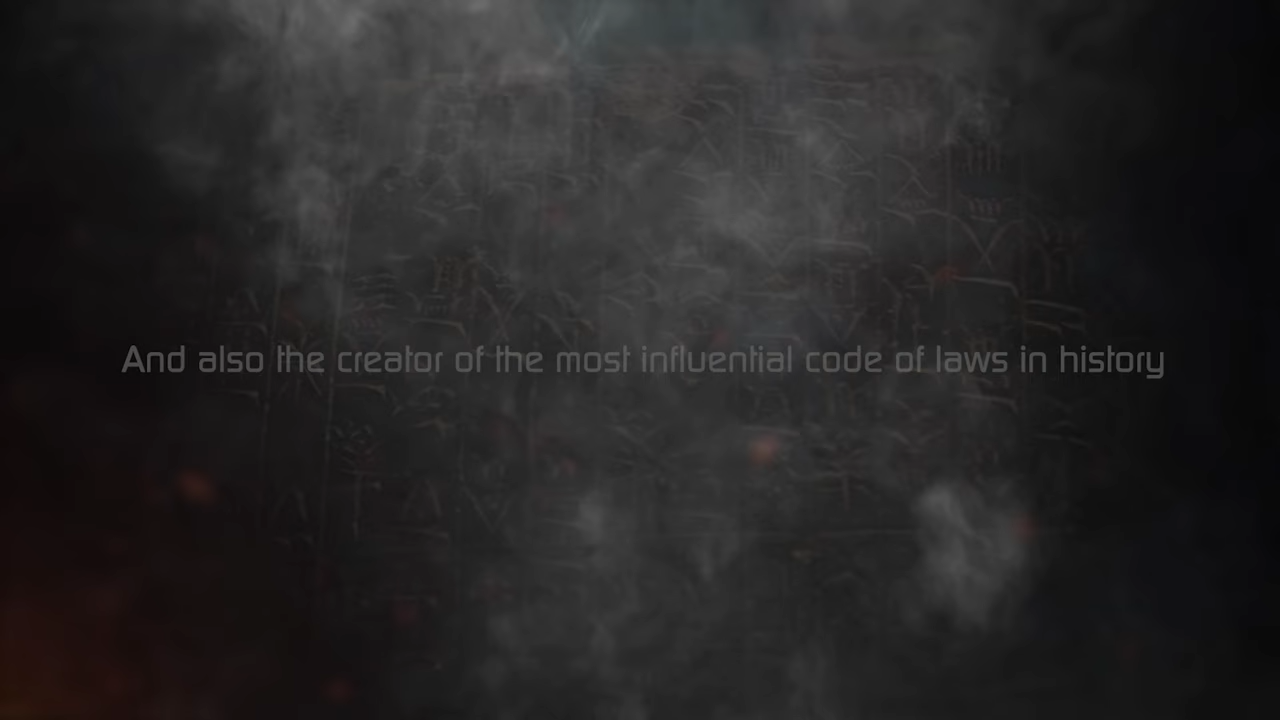 And also the creator of the most influential code of laws in history